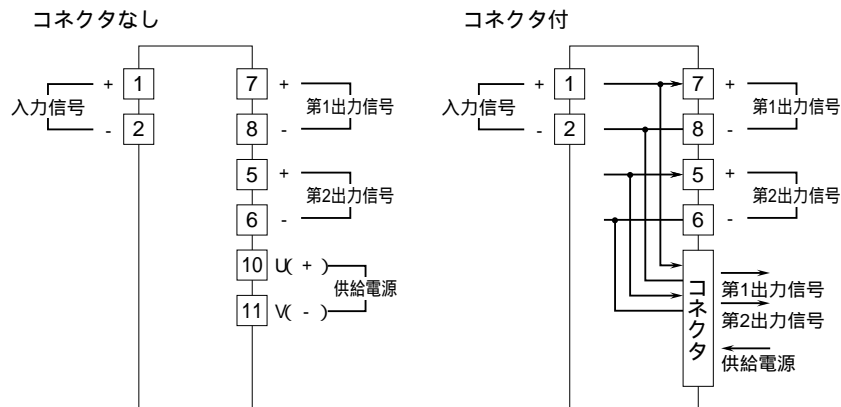 コネクタなし
+ 1
入力信号
- 2
7 +
第1出力信号
8 -
5 +
第2出力信号
6 -
10 U( + )
供給電源
11 V( - )
コネクタ付
+ 1
入力信号
- 2
7 +
第1出力信号
8 -
5 +
第2出力信号
6 -
コネクタ
第1出力信号
第2出力信号
供給電源